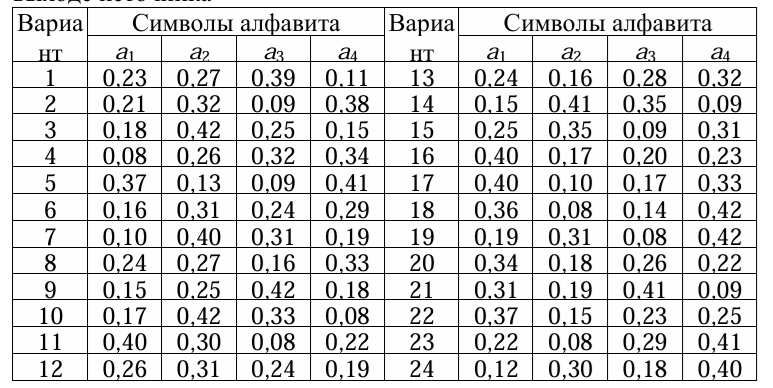 Вариа Символы алфавита Вариа Символы алфавита
нт a1 a2 a3 a4 нт a1 a2 a3 a4
1 0,23 0,27 0,39 0,11 13 0,24 0,16 0,28 0,32
2 0,21 0,32 0,09 0,38 14 0,15 0,41 0,35 0,09
3 0,18 0,42 0,25 0,15 15 0,25 0,35 0,09 0,31
4 0,08 0,26 0,32 0,34 16 0,40 0,17 0,20 0,23
5 0,37 0,13 0,09 0,41 17 0,40 0,10 0,17 0,33
6 0,16 0,31 0,24 0,29 18 0,36 0,08 0,14 0,42
7 0,10 0,40 0,31 0,19 19 0,19 0,31 0,08 0,42
8 0,24 0,27 0,16 0,33 20 0,34 0,18 0,26 0,22
9 0,15 0,25 0,42 0,18 21 0,31 0,19 0,41 0,09
10 0,17 0,42 0,33 0,08 22 0,37 0,15 0,23 0,25
11 0,40 0,30 0,08 0,22 23 0,22 0,08 0,29 0,41
12 0,26 0,31 0,24 0,19 24 0,12 0,30 0,18 0,40